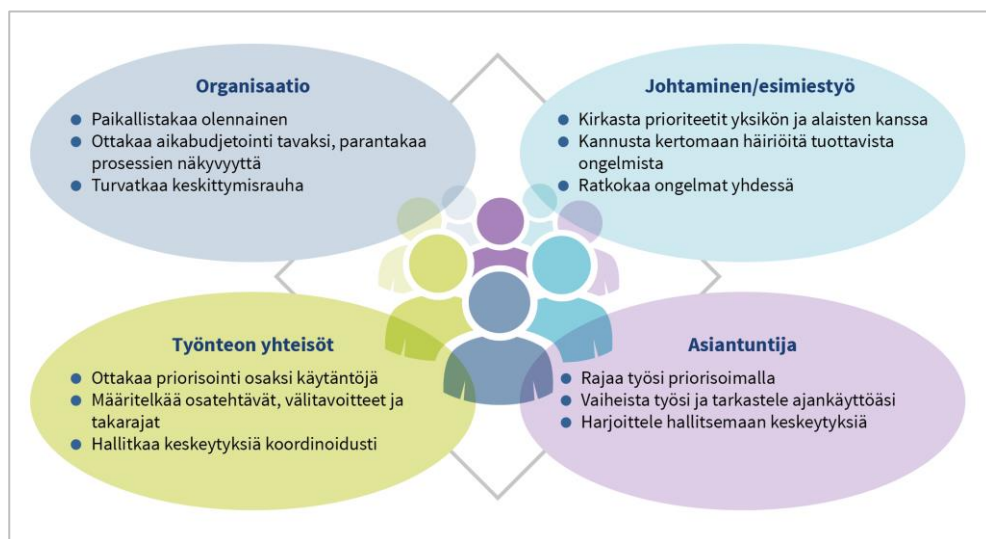 Organisaatio
● Paikallistakaa olennainen
● Ottakaa aikabudjetointi tavaksi, parantakaa
prosessien näkyvyyttä
● Turvatkaa keskittymisrauha
Johtaminen/esimiestyö
● Kirkasta prioriteetit yksikön ja alaisten kanssa
● Kannusta kertomaan häiriöitä tuottavista
ongelmista
● Ratkokaa ongelmat yhdessä
Työnteon yhteisöt
● Ottakaa priorisointi osaksi käytäntöjä
● Määritelkää osatehtävät, välitavoitteet ja
takarajat
● Hallitkaa keskeytyksiä koordinoidusti
Asiantuntija
● Rajaa työsi priorisoimalla
● Vaiheista työsi ja tarkastele ajankäyttöäsi
● Harjoittele hallitsemaan keskeytyksiä